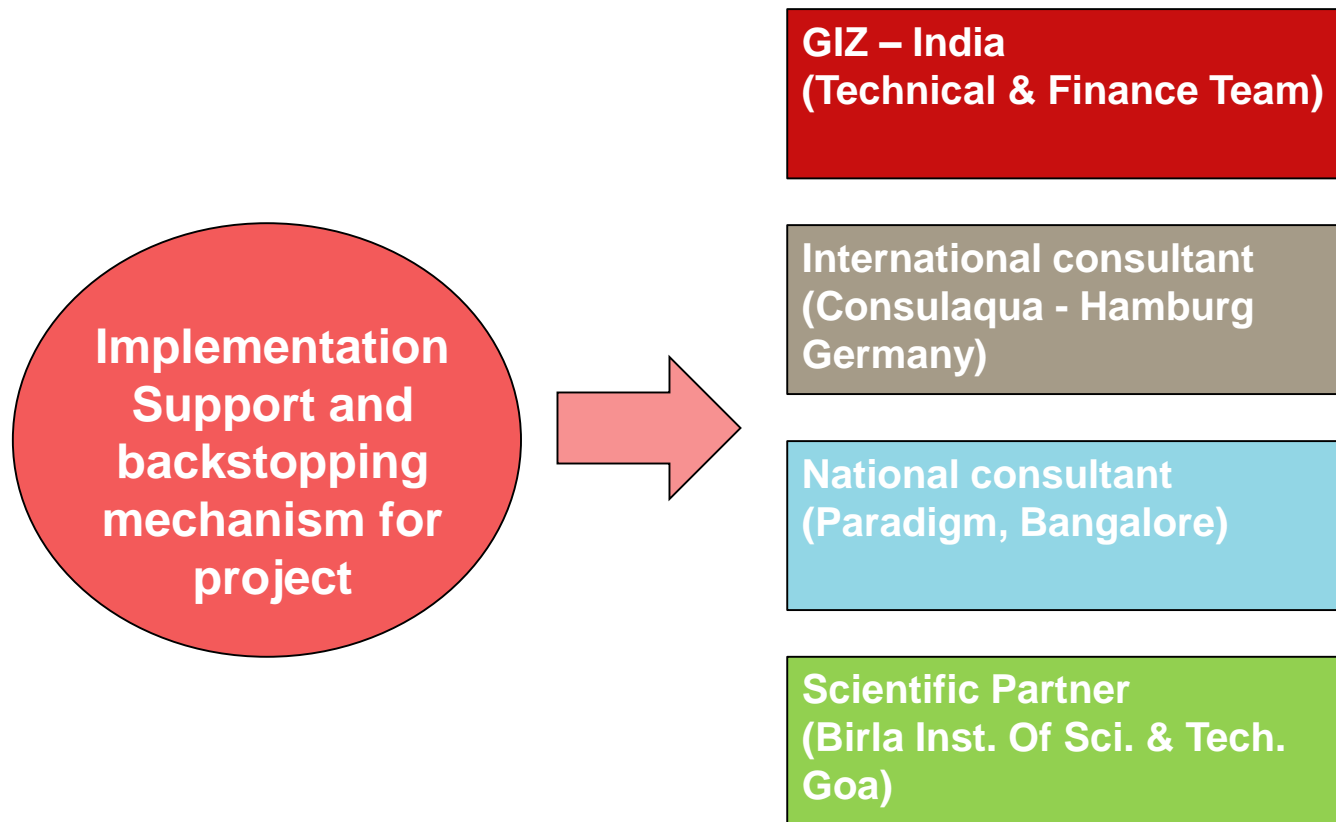 GIZ – India
(Technical & Finance Team)
International consultant
(Consulaqua - Hamburg
Germany)
Implementation
Support and
backstopping
mechanism for
project
National consultant
(Paradigm, Bangalore)
Scientific Partner
(Birla Inst. Of Sci. & Tech.
Goa)